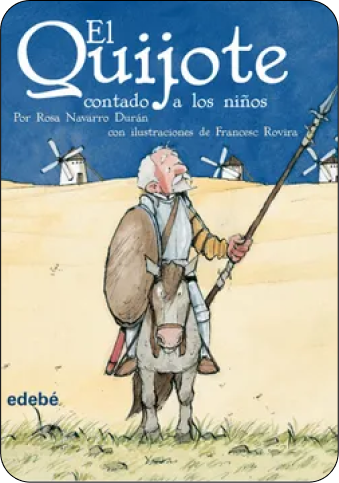 El
Quijote
contado a los niños
Por Rosa Navarro Durán
con ilustraciones de Francesc Rovira
edebé